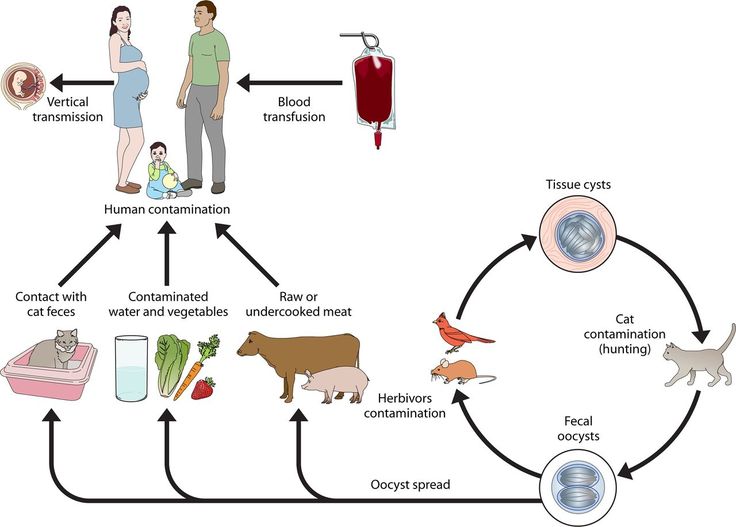 Vertical
transmission
Blood
transfusion
Human contamination
Tissue cysts
Contact with
cat feces
Contaminated
water and vegetables
Raw or
undercooked meat
Cat
contamination
(hunting)
Herbivors
contamination
Fecal
oocysts
Oocyst spread